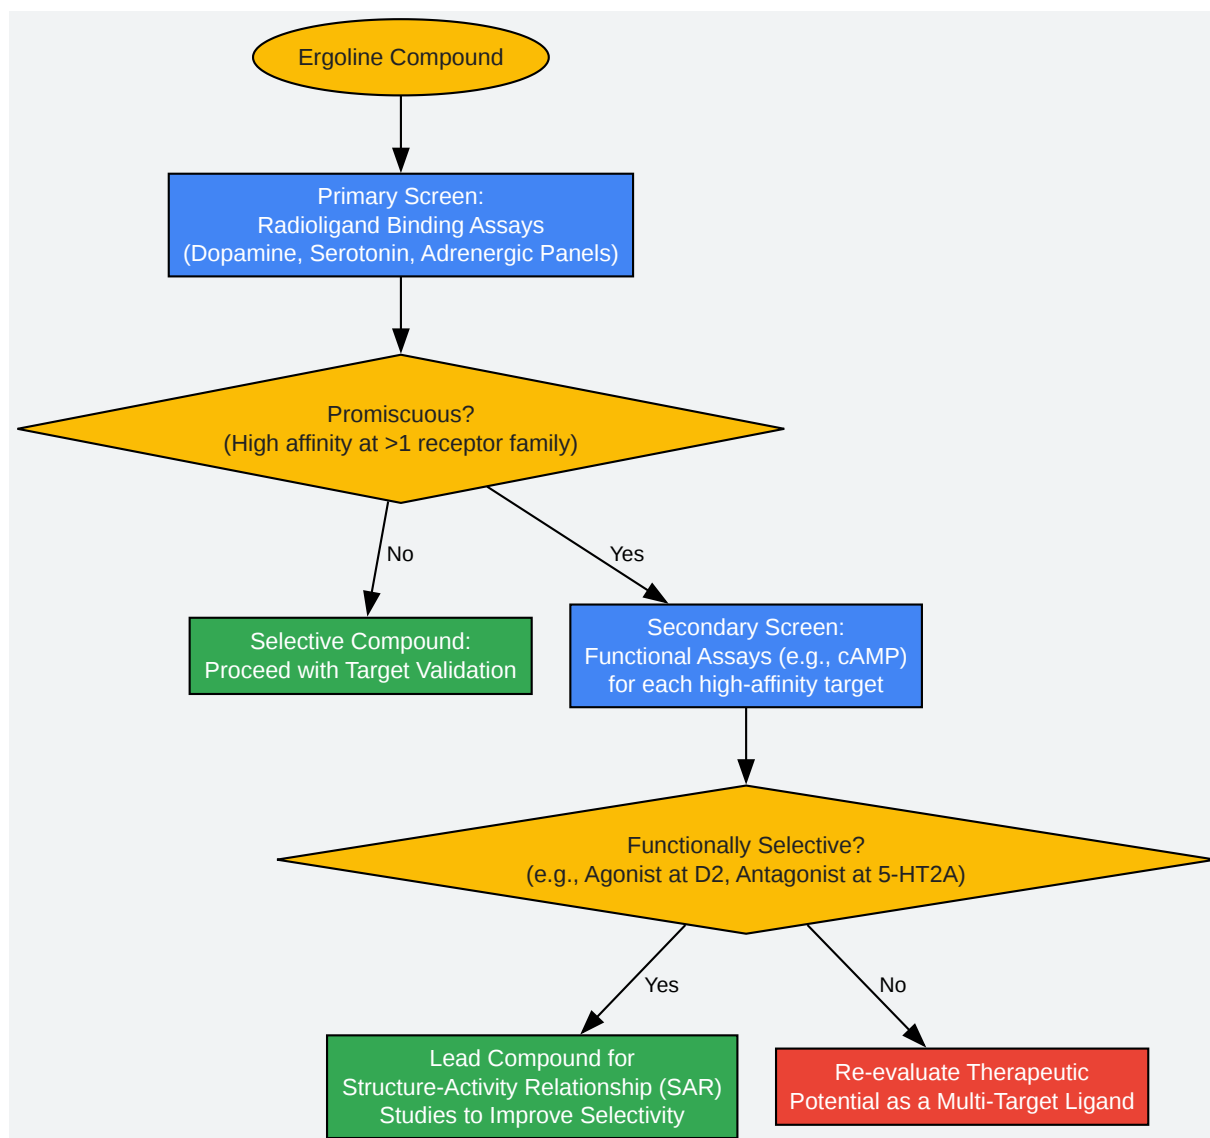 Ergoline Compound
Primary Screen:
Radioligand Binding Assays
(Dopamine, Serotonin, Adrenergic Panels)
Promiscuous?
(High affinity at >1 receptor family)
No
Yes
Selective Compound:
Proceed with Target Validation
Secondary Screen:
Functional Assays (e.g., cAMP)
for each high-affinity target
Functionally Selective?
(e.g., Agonist at D2, Antagonist at 5-HT2A)
Yes
No
Lead Compound for
Structure-Activity Relationship (SAR)
Studies to Improve Selectivity
Re-evaluate Therapeutic
Potential as a Multi-Target Ligand